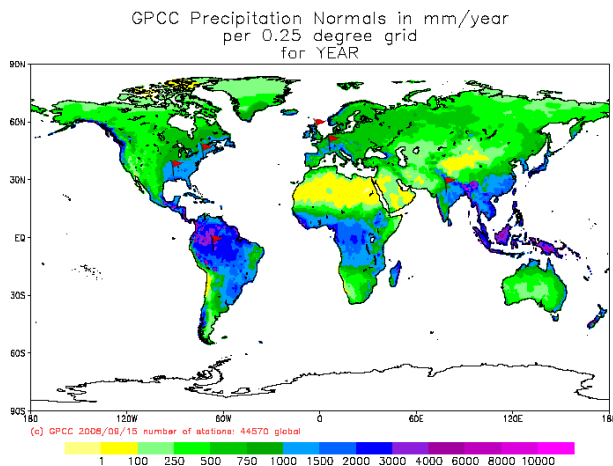 GPCC Precipitation Normals in mm/year
per 0.25 degree grid
for YEAR
90N
60N
30N
EQ
30S
60S
90S
180 120W 60W 0 60E 120E 180
(c) GPCC 2008/09/15 number of stations: 44570 global
1 100 250 500 750 1000 1500 2000 3000 4000 6000 8000 10000